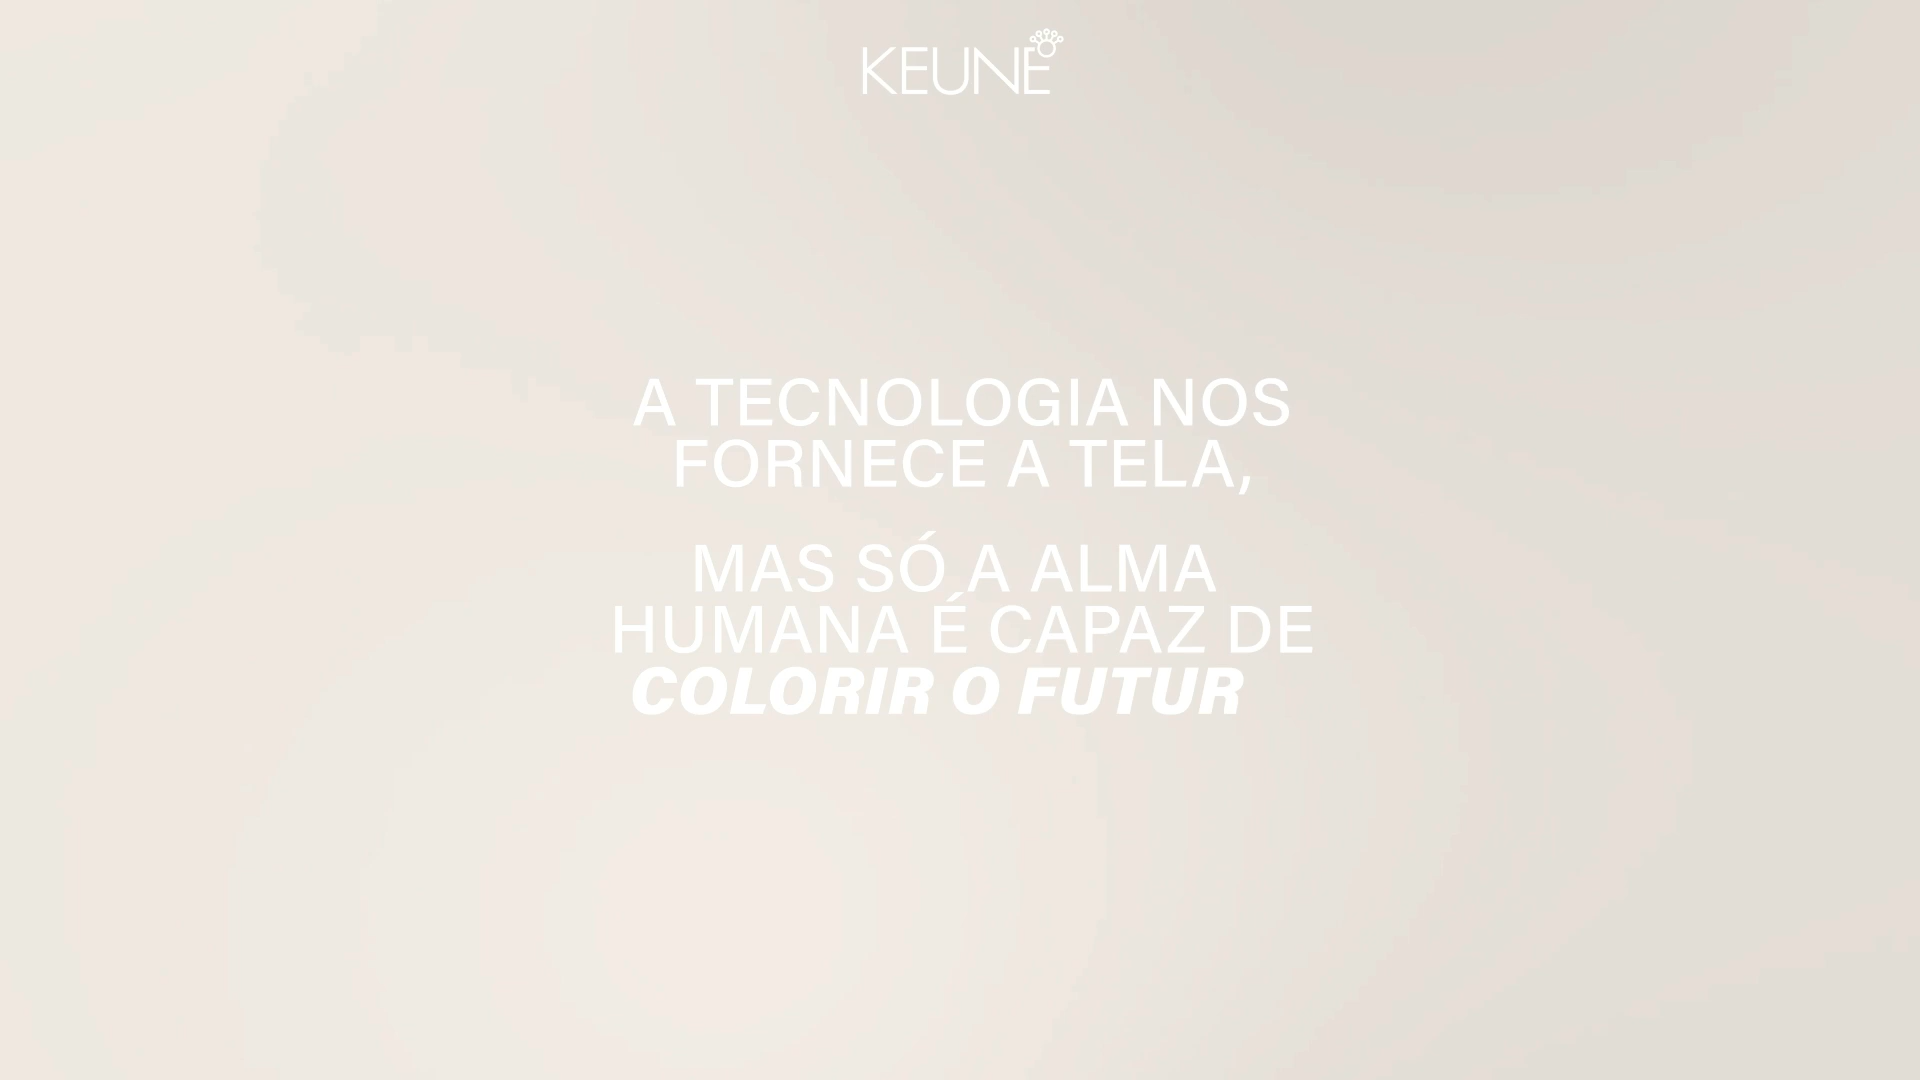 KEUNE
A TECNOLOGIA NOS
FORNECE A TELA,
MAS SÓ A ALMA
HUMANA É CAPAZ DE
COLORIR O FUTUR